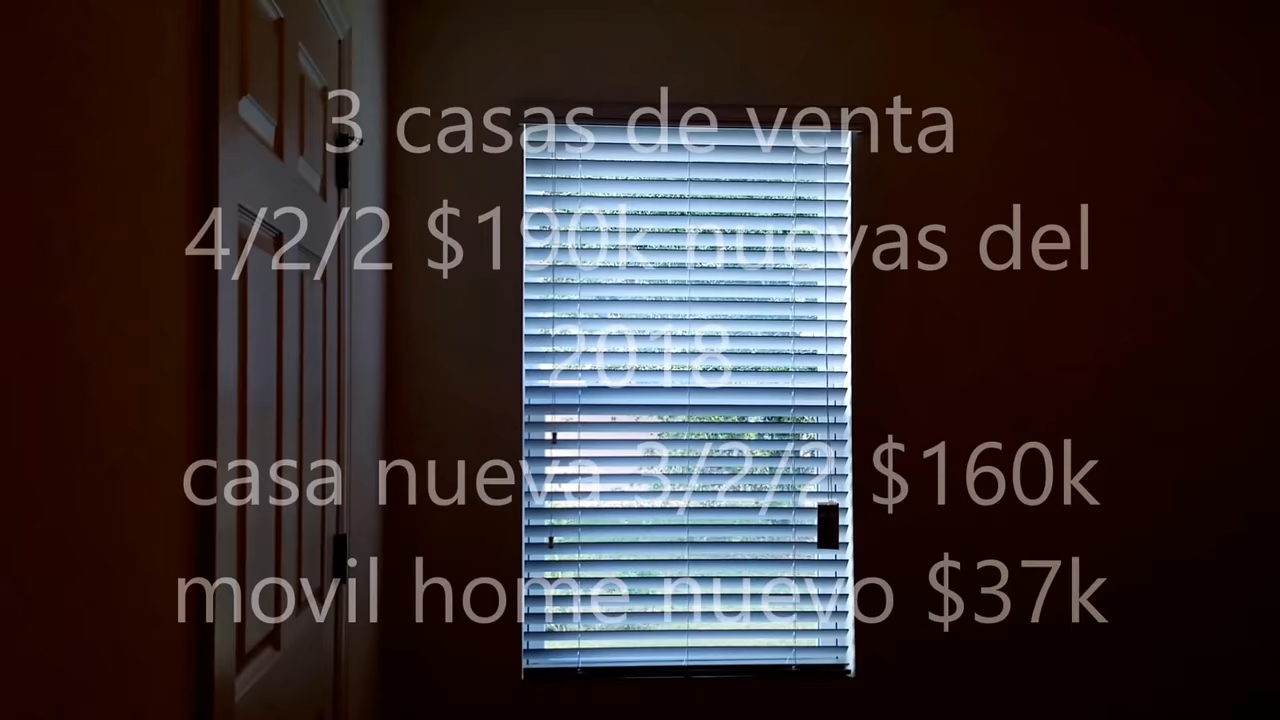 3 casas de venta
4/2/2 $190k nuevas del
2018
casa nueva 3/2/2 $160k
movil home nuevo $37k